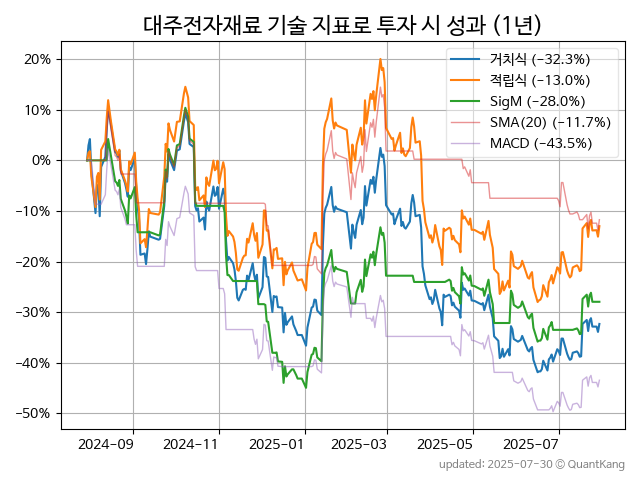 대주전자재료 기술 지표로 투자 시 성과 (1년)
거치식 (−32.3%)
적립식 (−13.0%)
SigM (−28.0%)
SMA(20) (−11.7%)
MACD (−43.5%)
20%
10%
0%
−10%
−20%
−30%
−40%
−50%
2024-09 2024-11 2025-01 2025-03 2025-05 2025-07
updated: 2025-07-30 © QuantKang